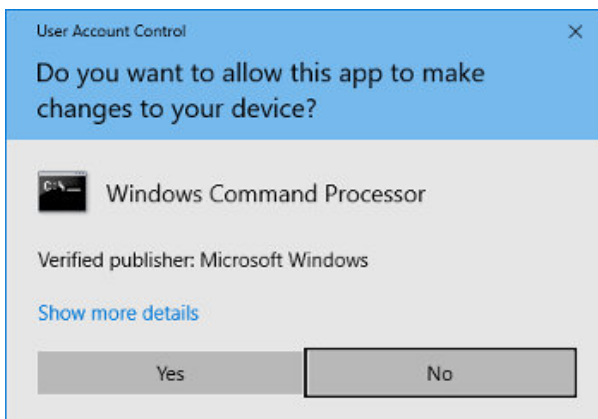 User Account Control
Do you want to allow this app to make
changes to your device?
C:\_
Windows Command Processor
Verified publisher: Microsoft Windows
Show more details
Yes
No